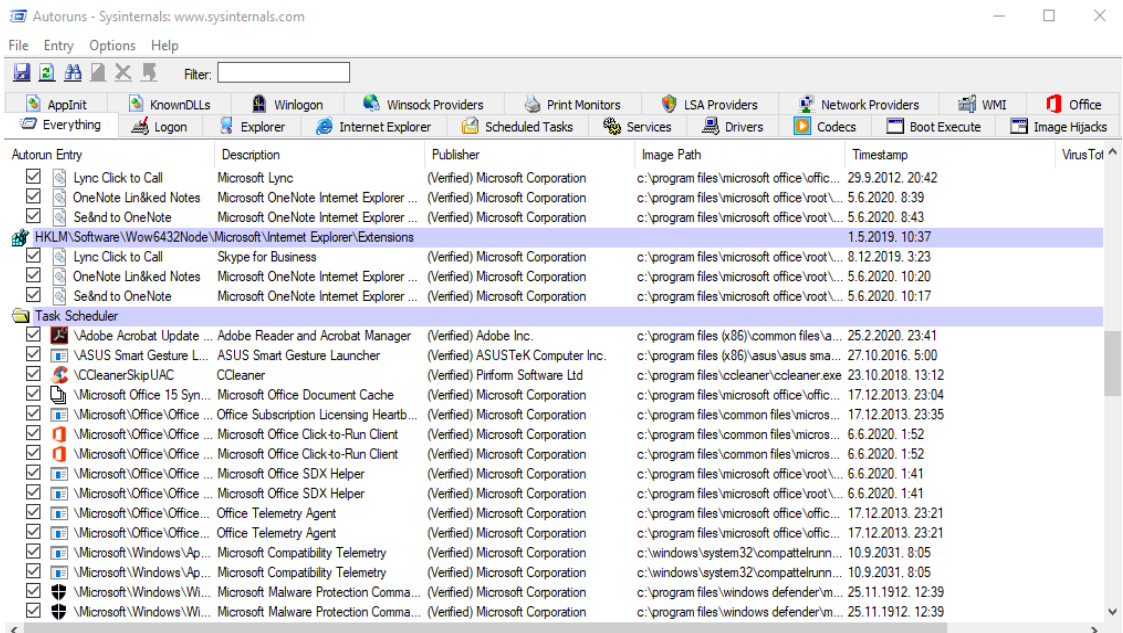 Autoruns - Sysinternals: www.sysinternals.com
File Entry Options Help
Filter:
AppInit KnownDLLs Winlogon Winsock Providers Print Monitors LSA Providers Network Providers WMI Office
Everything Logon Explorer Internet Explorer Scheduled Tasks Services Drivers Codecs Boot Execute Image Hijacks
Autorun Entry Description Publisher Image Path Timestamp VirusTot
Lync Click to Call Microsoft Lync (Verified) Microsoft Corporation c:\program files\microsoft office\offic... 29.9.2012. 20:42
OneNote Lin&ked Notes Microsoft OneNote Internet Explorer ... (Verified) Microsoft Corporation c:\program files\microsoft office\root\... 5.6.2020. 8:39
Se&nd to OneNote Microsoft OneNote Internet Explorer ... (Verified) Microsoft Corporation c:\program files\microsoft office\root\... 5.6.2020. 8:43
HKLM\Software\Wow6432Node\Microsoft\Internet Explorer\Extensions 1.5.2019. 10:37
Lync Click to Call Skype for Business (Verified) Microsoft Corporation c:\program files\microsoft office\root\... 8.12.2019. 3:23
OneNote Lin&ked Notes Microsoft OneNote Internet Explorer ... (Verified) Microsoft Corporation c:\program files\microsoft office\root\... 5.6.2020. 10:20
Se&nd to OneNote Microsoft OneNote Internet Explorer ... (Verified) Microsoft Corporation c:\program files\microsoft office\root\... 5.6.2020. 10:17
Task Scheduler
\Adobe Acrobat Update ... Adobe Reader and Acrobat Manager (Verified) Adobe Inc. c:\program files (x86)\common files\a... 25.2.2020. 23:41
\ASUS Smart Gesture L... ASUS Smart Gesture Launcher (Verified) ASUSTeK Computer Inc. c:\program files (x86)\asus\asus sma... 27.10.2016. 5:00
\CCleanerSkipUAC CCleaner (Verified) Piriform Software Ltd c:\program files\ccleaner\ccleaner.exe 23.10.2018. 13:12
\Microsoft Office 15 Syn... Microsoft Office Document Cache (Verified) Microsoft Corporation c:\program files\microsoft office\offic... 17.12.2013. 23:04
\Microsoft\Office\Office ... Office Subscription Licensing Heartb... (Verified) Microsoft Corporation c:\program files\common files\micros... 17.12.2013. 23:35
\Microsoft\Office\Office ... Microsoft Office Click-to-Run Client (Verified) Microsoft Corporation c:\program files\common files\micros... 6.6.2020. 1:52
\Microsoft\Office\Office ... Microsoft Office Click-to-Run Client (Verified) Microsoft Corporation c:\program files\common files\micros... 6.6.2020. 1:52
\Microsoft\Office\Office ... Microsoft Office SDX Helper (Verified) Microsoft Corporation c:\program files\microsoft office\root\... 6.6.2020. 1:41
\Microsoft\Office\Office ... Microsoft Office SDX Helper (Verified) Microsoft Corporation c:\program files\microsoft office\root\... 6.6.2020. 1:41
\Microsoft\Office\Office... Office Telemetry Agent (Verified) Microsoft Corporation c:\program files\microsoft office\offic... 17.12.2013. 23:21
\Microsoft\Office\Office... Office Telemetry Agent (Verified) Microsoft Corporation c:\program files\microsoft office\offic... 17.12.2013. 23:21
\Microsoft\Windows\Ap... Microsoft Compatibility Telemetry (Verified) Microsoft Corporation c:\windows\system32\compattelrunn... 10.9.2031. 8:05
\Microsoft\Windows\Ap... Microsoft Compatibility Telemetry (Verified) Microsoft Corporation c:\windows\system32\compattelrunn... 10.9.2031. 8:05
\Microsoft\Windows\Wi... Microsoft Malware Protection Comma... (Verified) Microsoft Corporation c:\program files\windows defender\m... 25.11.1912. 12:39
\Microsoft\Windows\Wi... Microsoft Malware Protection Comma... (Verified) Microsoft Corporation c:\program files\windows defender\m... 25.11.1912. 12:39